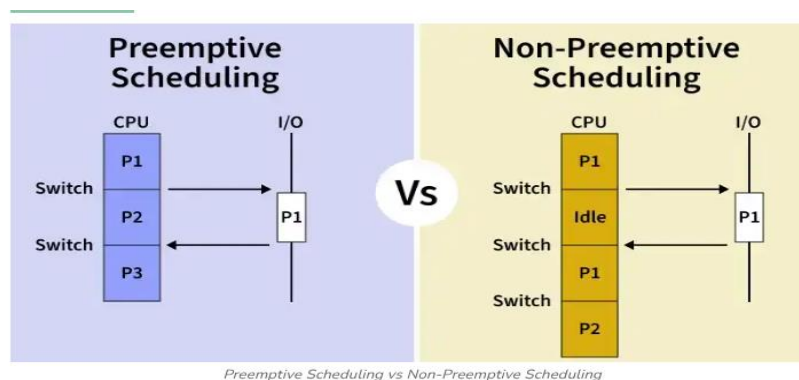 Preemptive
Scheduling
CPU
I/O
P1
Switch
P2
P1
Switch
P3
Vs
Non-Preemptive
Scheduling
CPU
I/O
P1
Switch
Idle
P1
Switch
P1
Switch
P2
Preemptive Scheduling vs Non-Preemptive Scheduling